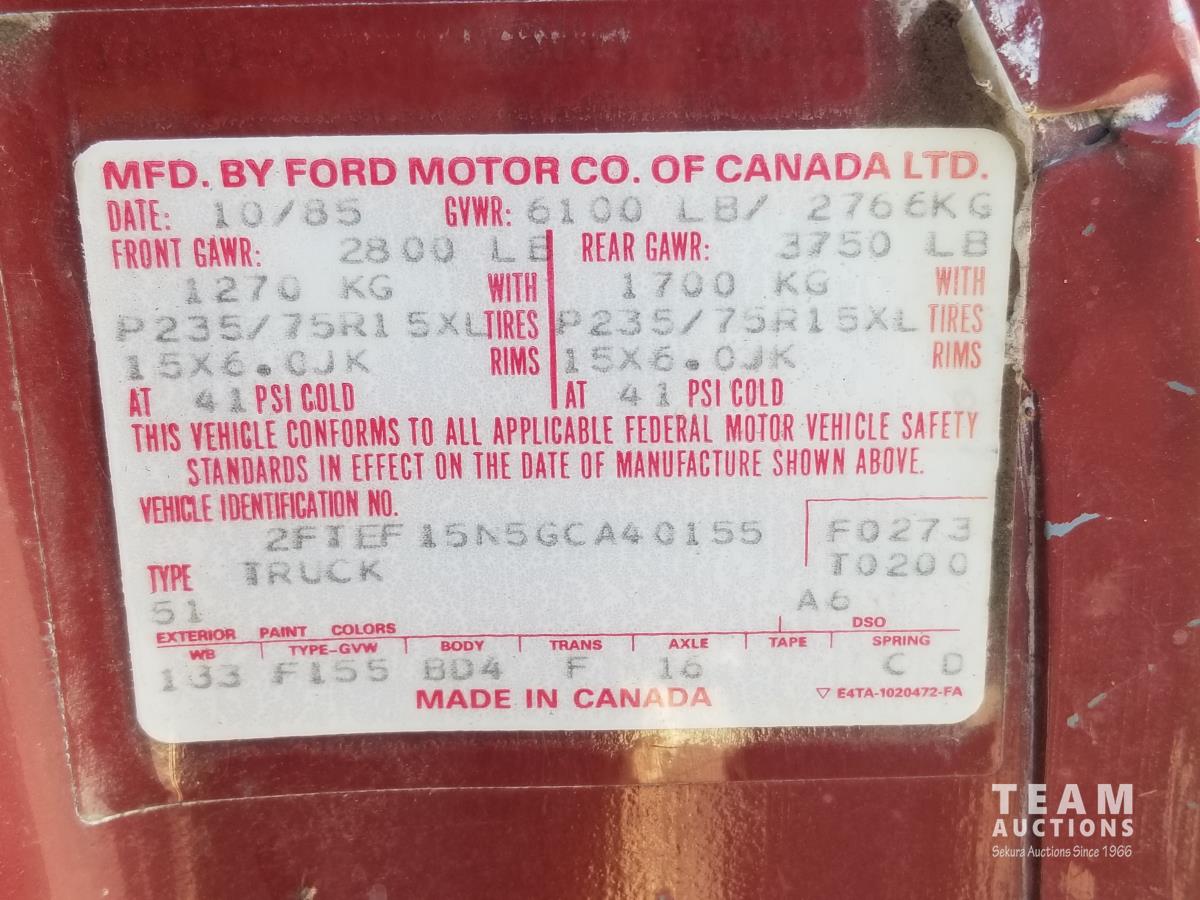 MFD. BY FORD MOTOR CO. OF CANADA LTD.
DATE: 10/85 GVWR: 6100 LB/ 2766KG
FRONT GAWR: 2800 LB REAR GAWR: 3750 LB
1270 KG WITH 1700 KG WITH
P235/75R15XL TIRES P235/75R15XL TIRES
15X6.0JK RIMS 15X6.0JK RIMS
AT 41 PSI COLD AT 41 PSI COLD
THIS VEHICLE CONFORMS TO ALL APPLICABLE FEDERAL MOTOR VEHICLE SAFETY
STANDARDS IN EFFECT ON THE DATE OF MANUFACTURE SHOWN ABOVE.
VEHICLE IDENTIFICATION NO.
2FTEF15N5GCA40155 F0273
TYPE TRUCK T0200
51 A6
EXTERIOR PAINT COLORS DSO
WB TYPE-GVW BODY TRANS AXLE TAPE SPRING
133 F155 BD4 F 16 C D
MADE IN CANADA ▽ E4TA-1020472-FA
TEAM
AUCTIONS
Sekura Auctions Since 1966